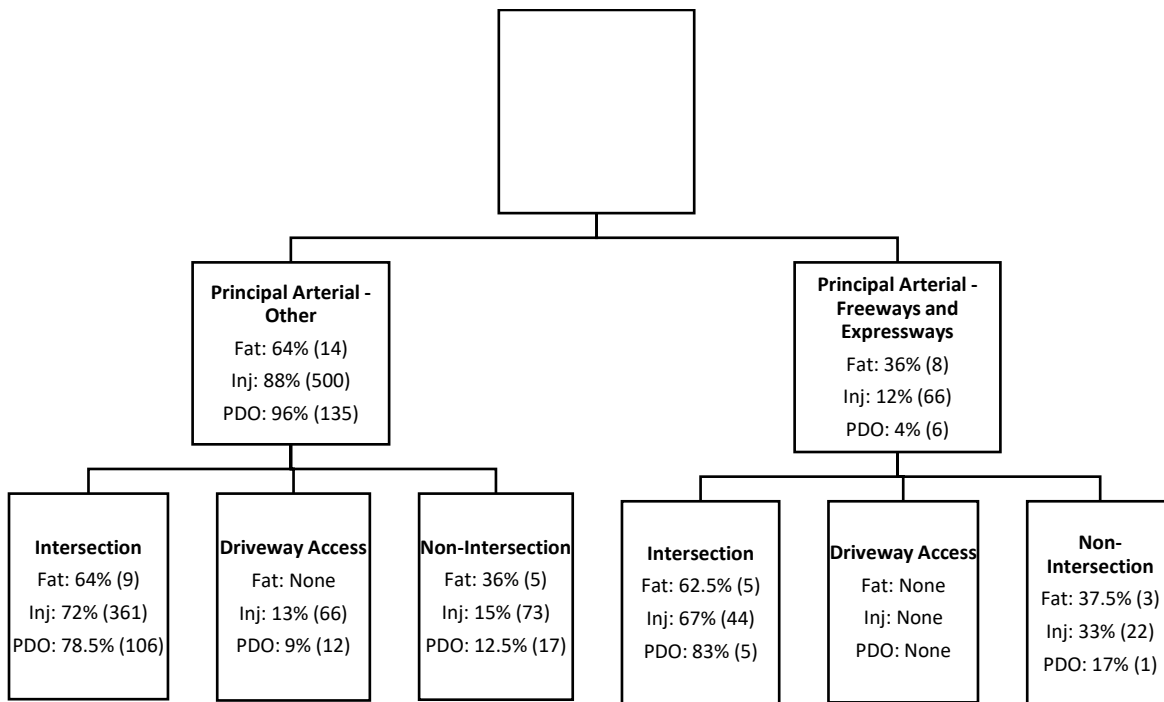 Principal Arterial -
Other
Fat: 64% (14)
Inj: 88% (500)
PDO: 96% (135)
Principal Arterial -
Freeways and
Expressways
Fat: 36% (8)
Inj: 12% (66)
PDO: 4% (6)
Intersection
Fat: 64% (9)
Inj: 72% (361)
PDO: 78.5% (106)
Driveway Access
Fat: None
Inj: 13% (66)
PDO: 9% (12)
Non-Intersection
Fat: 36% (5)
Inj: 15% (73)
PDO: 12.5% (17)
Intersection
Fat: 62.5% (5)
Inj: 67% (44)
PDO: 83% (5)
Driveway Access
Fat: None
Inj: None
PDO: None
Non-
Intersection
Fat: 37.5% (3)
Inj: 33% (22)
PDO: 17% (1)